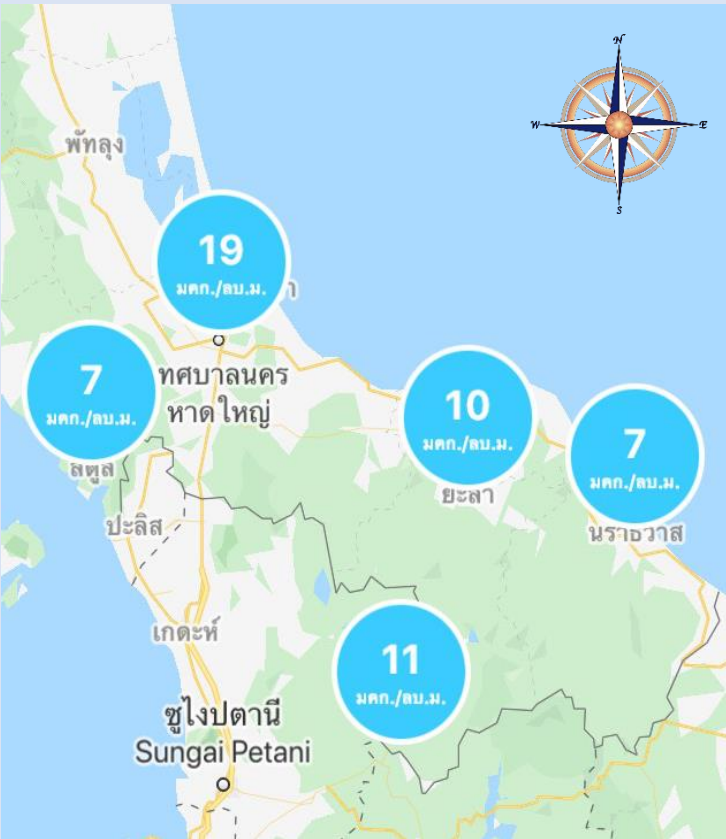 N
W
E
S
พัทลุง
19
มคก./ลบ.ม.
7
มคก./ลบ.ม.
สตูล
ทศบาลนคร
หาดใหญ่
10
มคก./ลบ.ม.
ยะลา
7
มคก./ลบ.ม.
นราธิวาส
ปะลิส
เกดะห์
11
มคก./ลบ.ม.
ซูไงปตานี
Sungai Petani